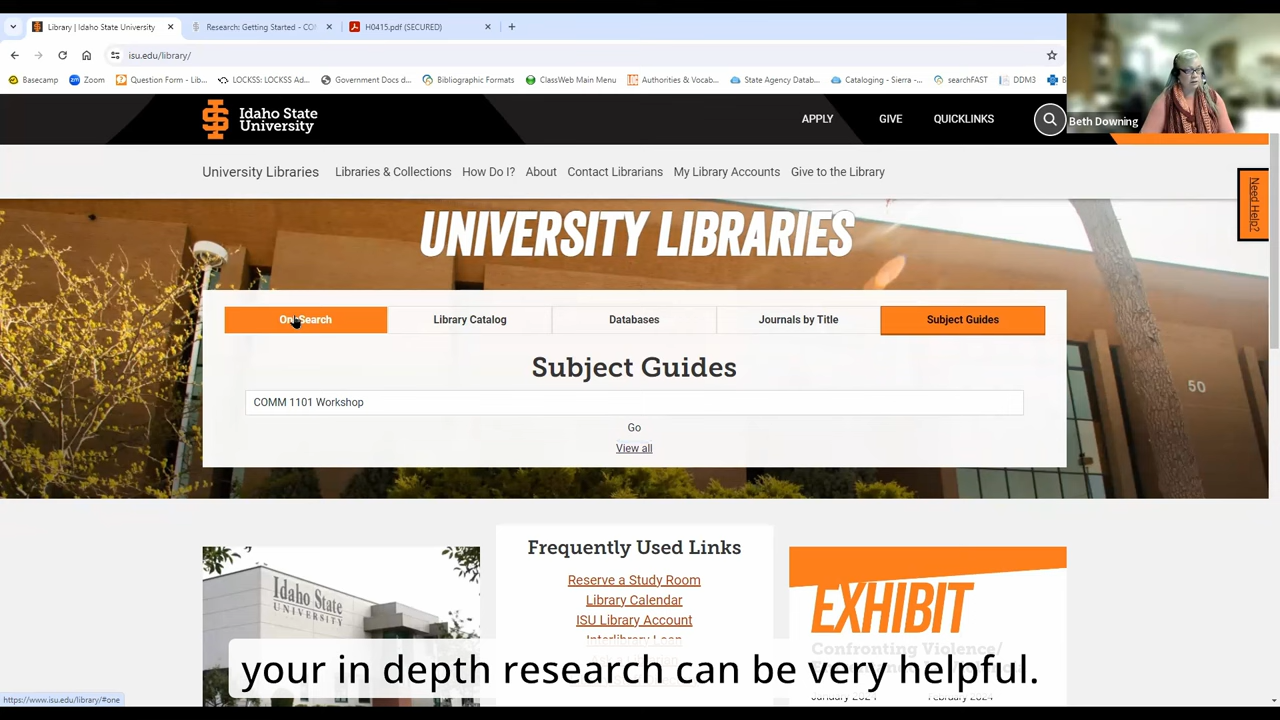 Library | Idaho State University
Research: Getting Started - CO
H0415.pdf (SECURED)
isu.edu/library/
Basecamp
Zoom
Question Form - Lib...
LOCKSS: LOCKSS Ad...
Government Docs d...
Bibliographic Formats
ClassWeb Main Menu
Authorities & Vocab...
State Agency Datab...
Cataloging - Sierra -...
searchFAST
DDM3
Idaho State
University
APPLY
GIVE
QUICKLINKS
Beth Downing
University Libraries
Libraries & Collections
How Do I?
About
Contact Librarians
My Library Accounts
Give to the Library
Need Help?
UNIVERSITY LIBRARIES
Search
Library Catalog
Databases
Journals by Title
Subject Guides
Subject Guides
50
COMM 1101 Workshop
Go
View all
Frequently Used Links
Reserve a Study Room
Library Calendar
ISU Library Account
Interlibrary Loan
Idaho State
UNIVERSITY
EXHIBIT
Confronting Violence/
your in depth research can be very helpful.
https://www.isu.edu/library/#one